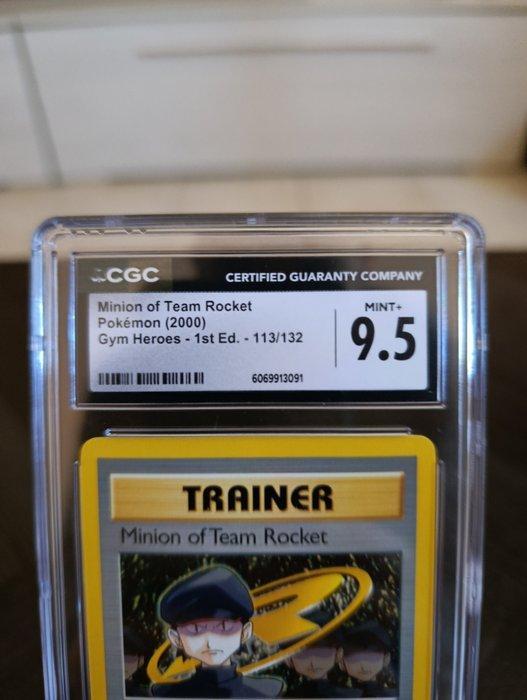 CGC
CERTIFIED GUARANTY COMPANY
Minion of Team Rocket
Pokémon (2000)
Gym Heroes - 1st Ed. - 113/132
MINT+
9.5
6069913091
TRAINER
Minion of Team Rocket